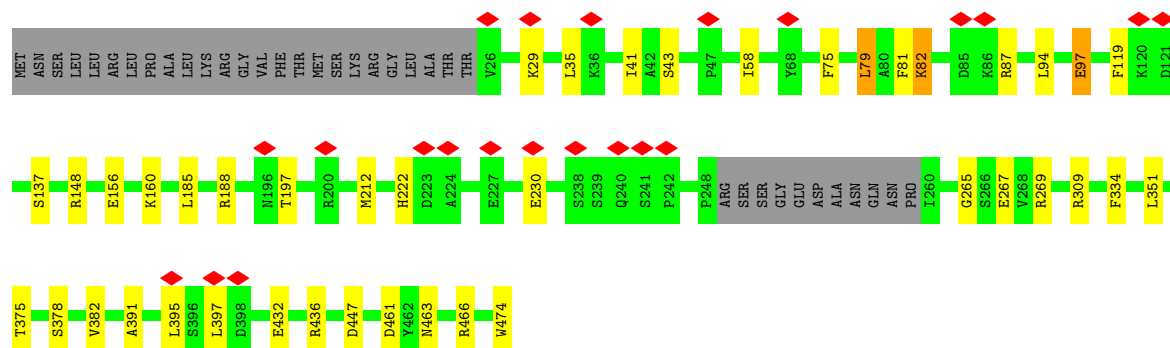 MET ASN SER LEU LEU ARG LEU PRO ALA LEU LYS ARG GLY VAL PHE THR MET SER LYS ARG GLY LEU ALA THR THR V26 K29 L35 K36 I41 A42 S43 P47 I58 Y68 F75 L79 A80 F81 K82 D85 K86 R87 L94 E97 F119 K120 D121
S137 R148 E156 K160 L185 R188 N196 T197 R200 M212 H222 D223 A224 E227 E230 S238 S239 Q240 S241 P242 P248 ARG SER SER GLY GLU ASP ALA ASN GLN ASN PRO I260 G265 S266 E267 V268 R269 R309 F334 L351
T375 S378 V382 A391 L395 S396 L397 D398 E432 R436 D447 D461 Y462 N463 R466 W474